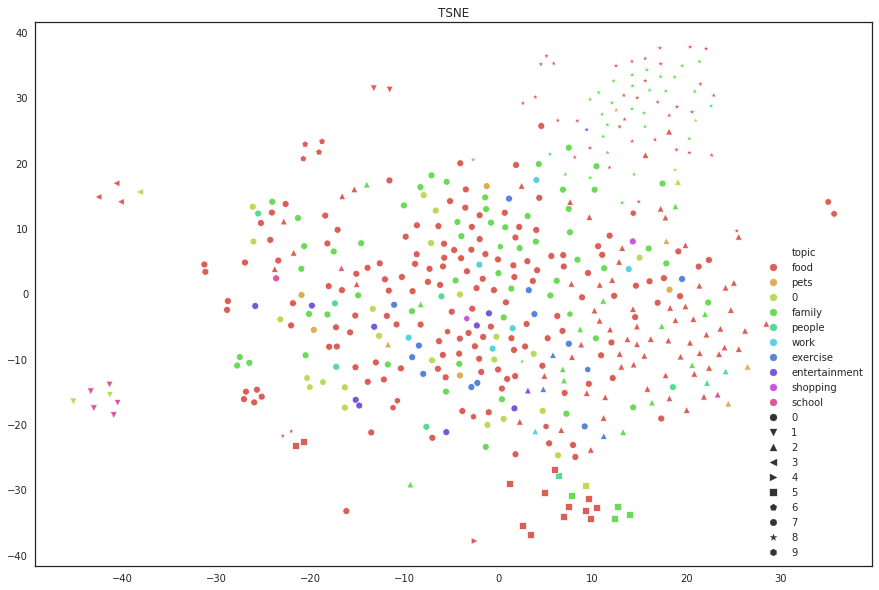 TSNE
40
30
20
10
0
−10
−20
−30
−40
−40
−30
−20
−10
0
10
20
30
topic
food
pets
0
family
people
work
exercise
entertainment
shopping
school
0
1
2
3
4
5
6
7
8
9